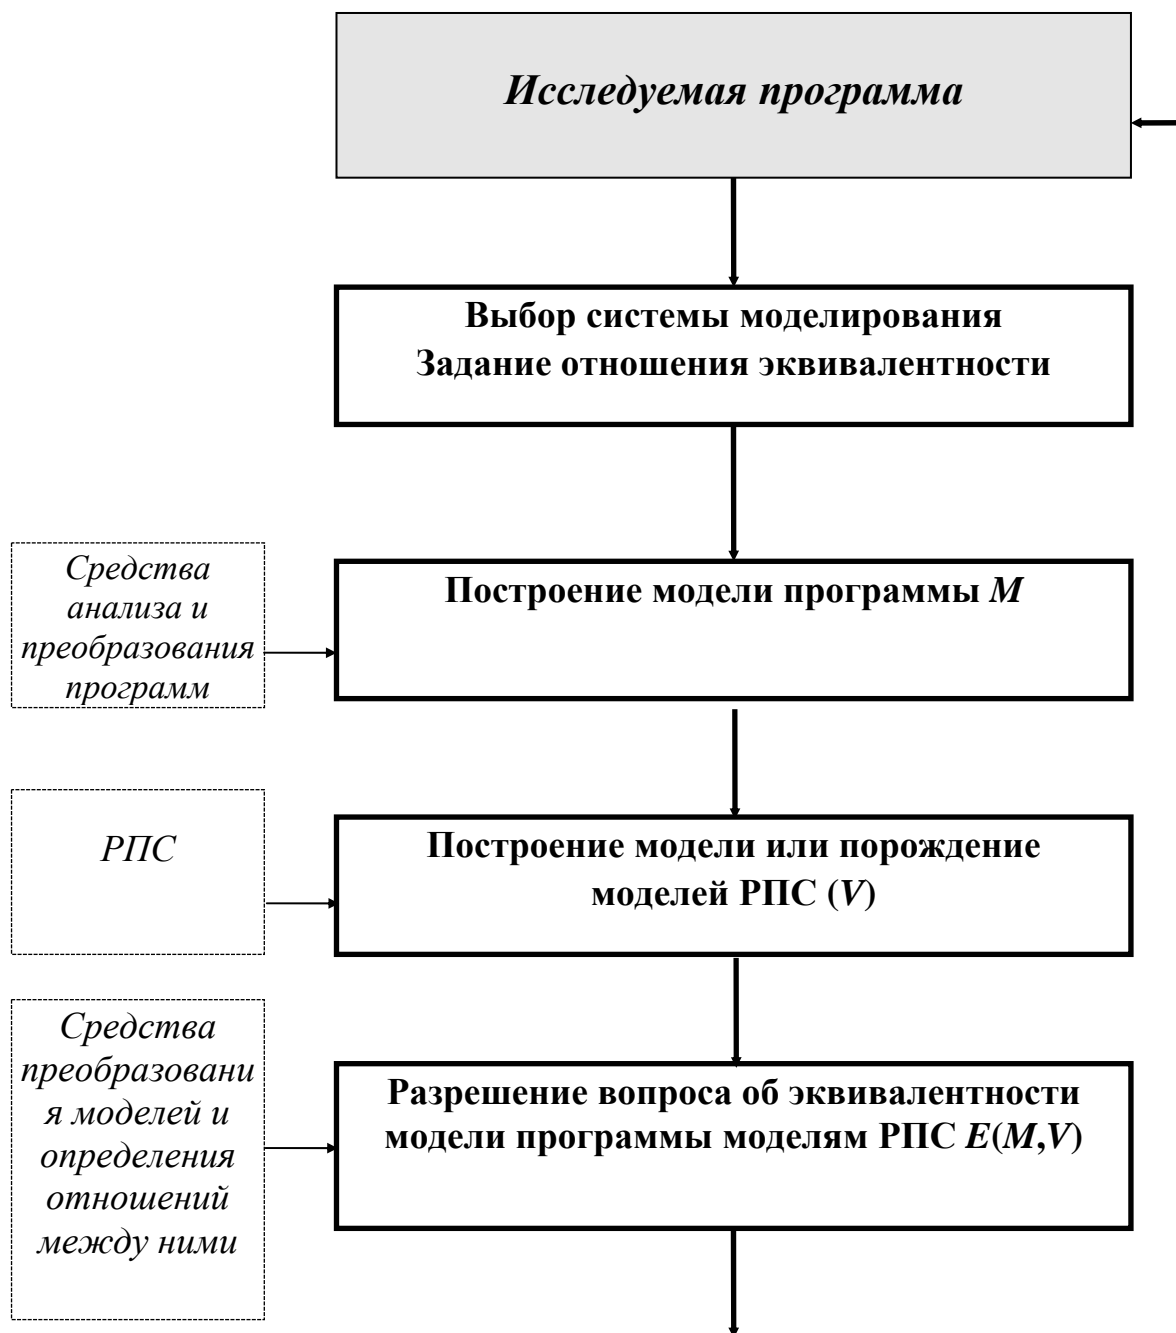 Исследуемая программа
Выбор системы моделирования
Задание отношения эквивалентности
Средства
анализа и
преобразования
программ
Построение модели программы M
РПС
Построение модели или порождение
моделей РПС (V)
Средства
преобразовани
я моделей и
определения
отношений
между ними
Разрешение вопроса об эквивалентности
модели программы моделям РПС E(M,V)